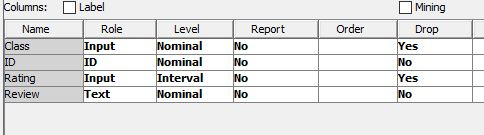 Columns: Label Mining
Name Role Level Report Order Drop
Class Input Nominal No Yes
ID ID Nominal No No
Rating Input Interval No Yes
Review Text Nominal No No